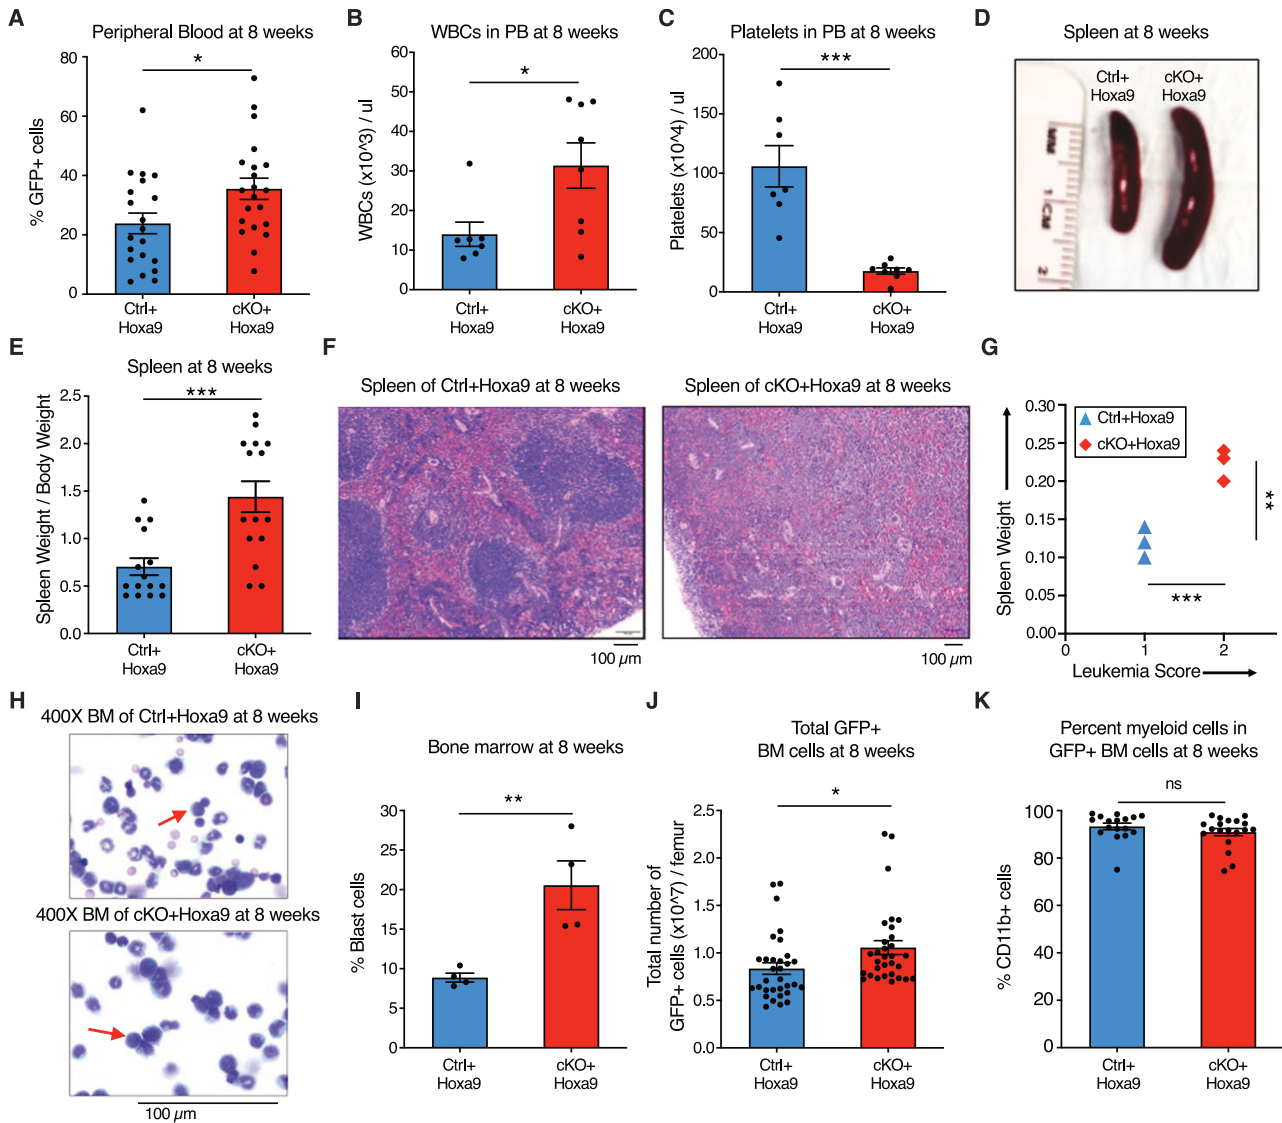 A
Peripheral Blood at 8 weeks
*
% GFP+ cells
80
60
40
20
0
Ctrl+
Hoxa9
cKO+
Hoxa9
B
WBCs in PB at 8 weeks
*
WBCs (x10^3) / ul
60
50
40
30
20
10
0
Ctrl+
Hoxa9
cKO+
Hoxa9
C
Platelets in PB at 8 weeks
***
Platelets (x10^4) / ul
200
150
100
50
0
Ctrl+
Hoxa9
cKO+
Hoxa9
D
Spleen at 8 weeks
Ctrl+
Hoxa9
cKO+
Hoxa9
MM
1
CM
2
E
Spleen at 8 weeks
***
Spleen Weight / Body Weight
2.5
2.0
1.5
1.0
0.5
0.0
Ctrl+
Hoxa9
cKO+
Hoxa9
F
Spleen of Ctrl+Hoxa9 at 8 weeks
100 µm
Spleen of cKO+Hoxa9 at 8 weeks
100 µm
G
Spleen Weight
0.30
0.25
0.20
0.15
0.10
0.05
0.00
Ctrl+Hoxa9
cKO+Hoxa9
**
***
0
1
2
Leukemia Score
H
400X BM of Ctrl+Hoxa9 at 8 weeks
400X BM of cKO+Hoxa9 at 8 weeks
100 µm
I
Bone marrow at 8 weeks
**
% Blast cells
30
25
20
15
10
5
0
Ctrl+
Hoxa9
cKO+
Hoxa9
J
Total GFP+
BM cells at 8 weeks
*
Total number of
GFP+ cells (x10^7) / femur
2.5
2.0
1.5
1.0
0.5
0
Ctrl+
Hoxa9
cKO+
Hoxa9
K
Percent myeloid cells in
GFP+ BM cells at 8 weeks
ns
% CD11b+ cells
100
80
60
40
20
0
Ctrl+
Hoxa9
cKO+
Hoxa9